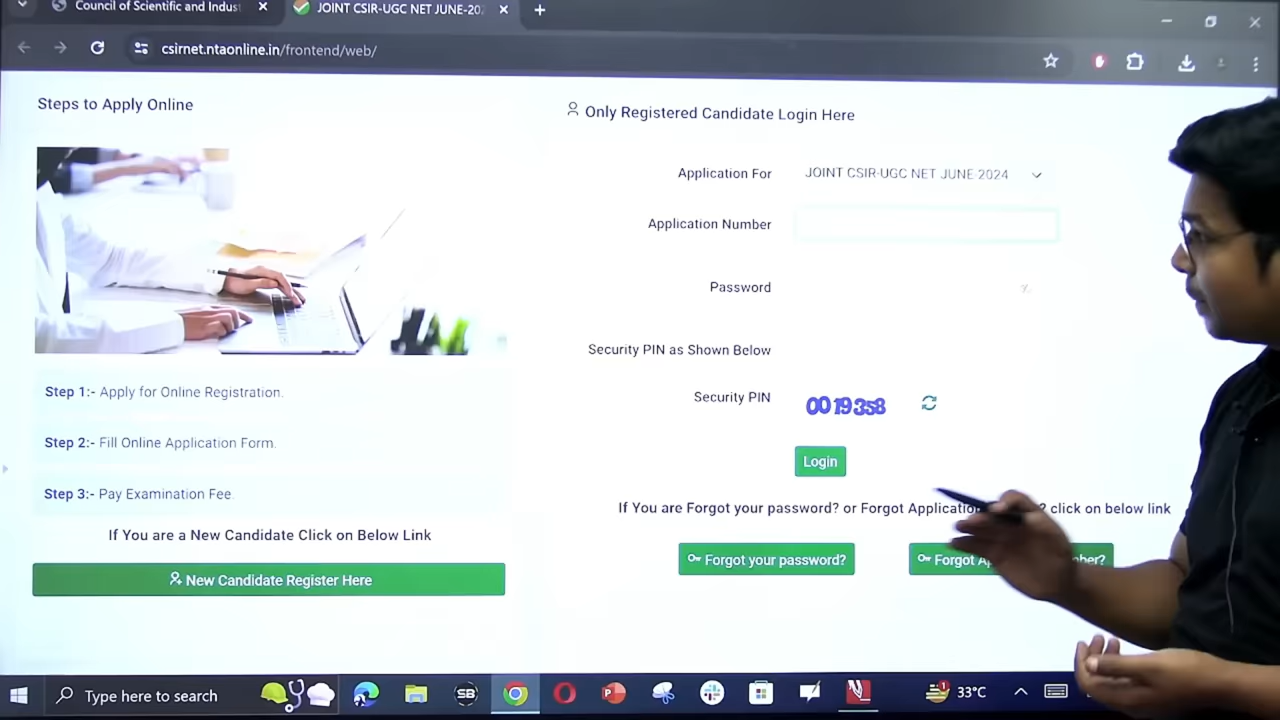 Council of Scientific and Indust
JOINT CSIR-UGC NET JUNE-202
csirnet.ntaonline.in/frontend/web/
Steps to Apply Online
Only Registered Candidate Login Here
Application For
JOINT CSIR-UGC NET JUNE 2024
Application Number
Password
Security PIN as Shown Below
Security PIN
0019358
Login
Step 1:- Apply for Online Registration.
Step 2:- Fill Online Application Form.
Step 3:- Pay Examination Fee.
If You are a New Candidate Click on Below Link
New Candidate Register Here
If You are Forgot your password? or Forgot Applicatio ? click on below link
Forgot your password?
Forgot Ap ber?
Type here to search
SB
33°C